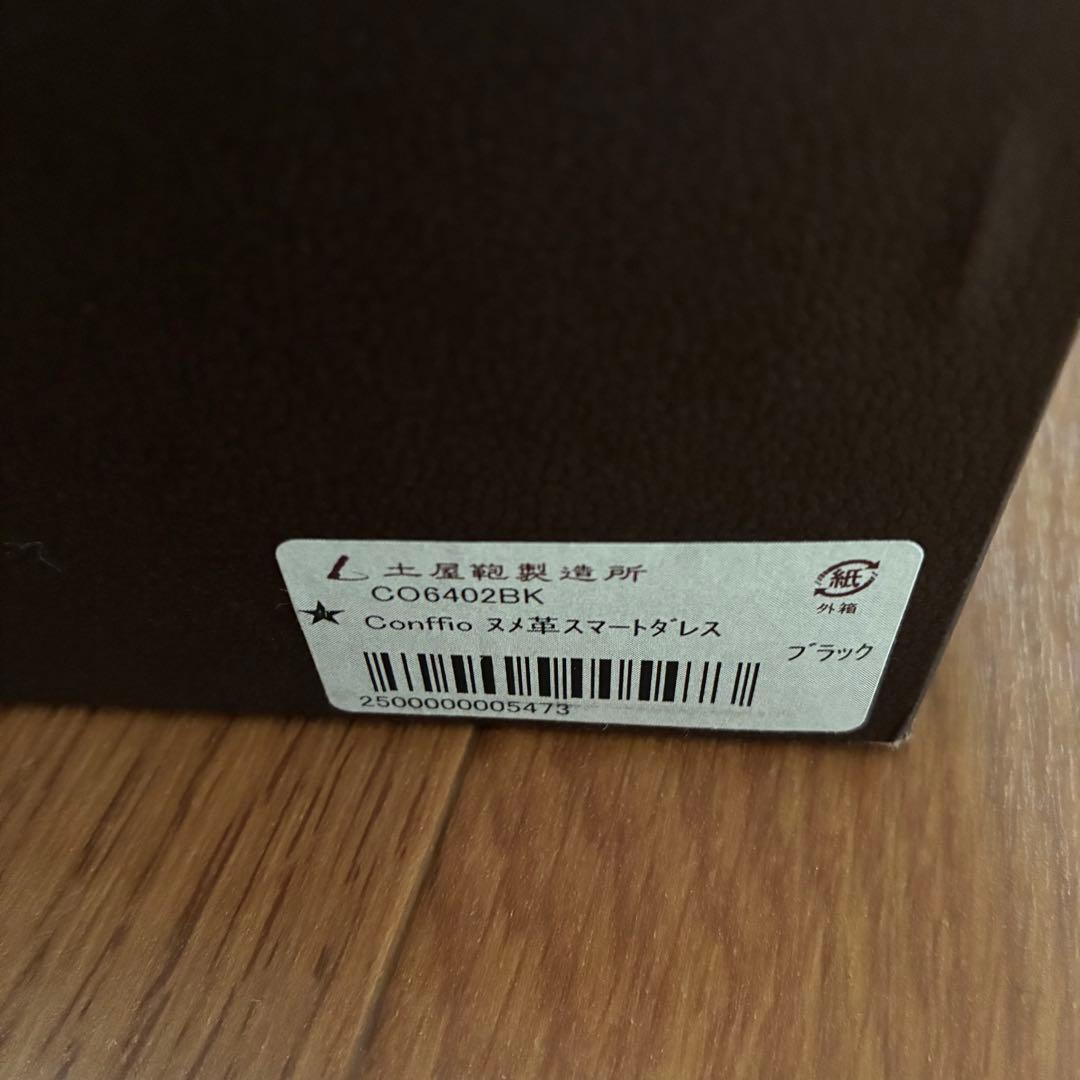 土屋鞄製造所
CO6402BK
Conffio ヌメ革スマートダレス
ブラック
2500000005473
紙
外箱